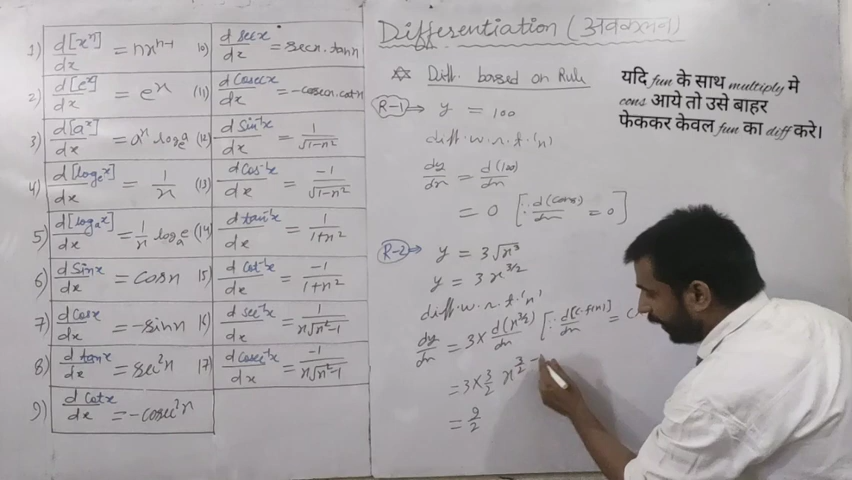 1) d[xⁿ]/dx = nxⁿ⁻¹
2) d[eˣ]/dx = eˣ
3) d[aˣ]/dx = aˣ logₑa
4) d[logₑx]/dx = 1/x
5) d[logₐx]/dx = 1/x logₐe
6) d sinx/dx = cosx
7) d cosx/dx = -sinx
8) d tanx/dx = sec²x
9) d cotx/dx = -cosec²x
10) d secx/dx = secx.tanx
(11) d cosecx/dx = -cosecx.cotx
(12) d sin⁻¹x/dx = 1/√1-x²
(13) d cos⁻¹x/dx = -1/√1-x²
(14) d tan⁻¹x/dx = 1/1+x²
15) d cot⁻¹x/dx = -1/1+x²
16) d sec⁻¹x/dx = 1/x√x²-1
17) d cosec⁻¹x/dx = -1/x√x²-1
Differentiation (अवकलन)
☆ Diff. based on Rule
R-1 → y = 100
diff. w.r.t. 'x'
dy/dx = d(100)/dx
= 0 [∵ d(cons)/dx = 0]
R-2 → y = 3√x³
y = 3 x^3/2
diff. w.r.t. 'x'
dy/dx = 3 × d(x^3/2)/dx [∵ d[c.f(x)]/dx = c
= 3 × 3/2 x^3/2 -
= 9/2
यदि fun के साथ multiply मे
cons आये तो उसे बाहर
फेककर केवल fun का diff करे।